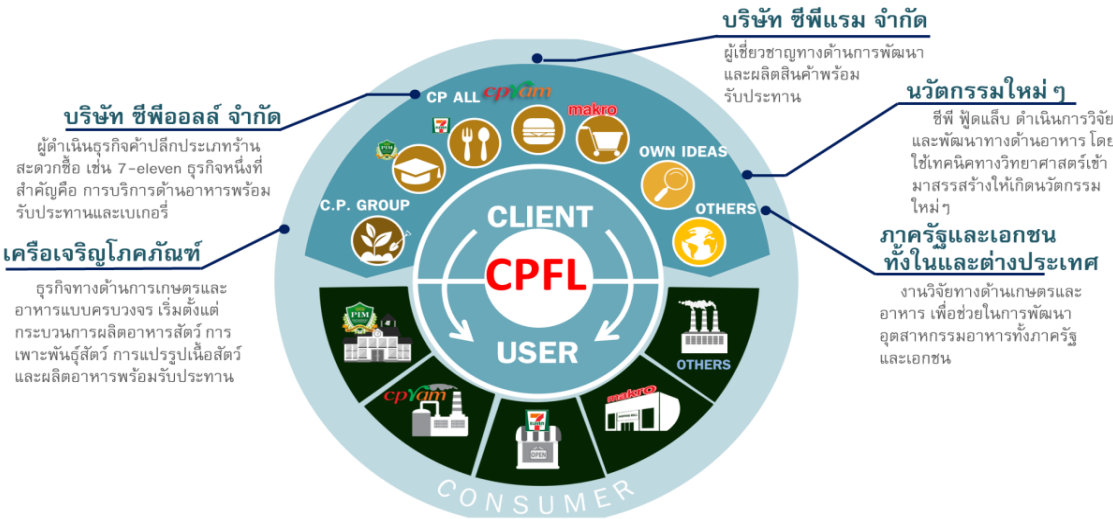 บริษัท ซีพีแรม จำกัด
ผู้เชี่ยวชาญทางด้านการพัฒนา
และผลิตสินค้าพร้อม
รับประทาน
บริษัท ซีพีออลล์ จำกัด
ผู้ดำเนินธุรกิจค้าปลีกประเภทร้าน
สะดวกซื้อ เช่น 7-eleven ธุรกิจหนึ่งที่
สำคัญคือ การบริการด้านอาหารพร้อม
รับประทานและเบเกอรี่
เครือเจริญโภคภัณฑ์
ธุรกิจทางด้านการเกษตรและ
อาหารแบบครบวงจร เริ่มตั้งแต่
กระบวนการผลิตอาหารสัตว์ การ
เพาะพันธุ์สัตว์ การแปรรูปเนื้อสัตว์
และผลิตอาหารพร้อมรับประทาน
นวัตกรรมใหม่ ๆ
ซีพี ฟู้ดแล็บ ดำเนินการวิจัย
และพัฒนาทางด้านอาหาร โดย
ใช้เทคนิคทางวิทยาศาสตร์เข้า
มาสรรสร้างให้เกิดนวัตกรรม
ใหม่ ๆ
ภาครัฐและเอกชน
ทั้งในและต่างประเทศ
งานวิจัยทางด้านเกษตรและ
อาหาร เพื่อช่วยในการพัฒนา
อุตสาหกรรมอาหารทั้งภาครัฐ
และเอกชน
CP ALL
cpram
makro
OWN IDEAS
C.P. GROUP
OTHERS
CLIENT
CPFL
USER
PIM
cpram
7 ELEVEN
OPEN
makro
OTHERS
CONSUMER